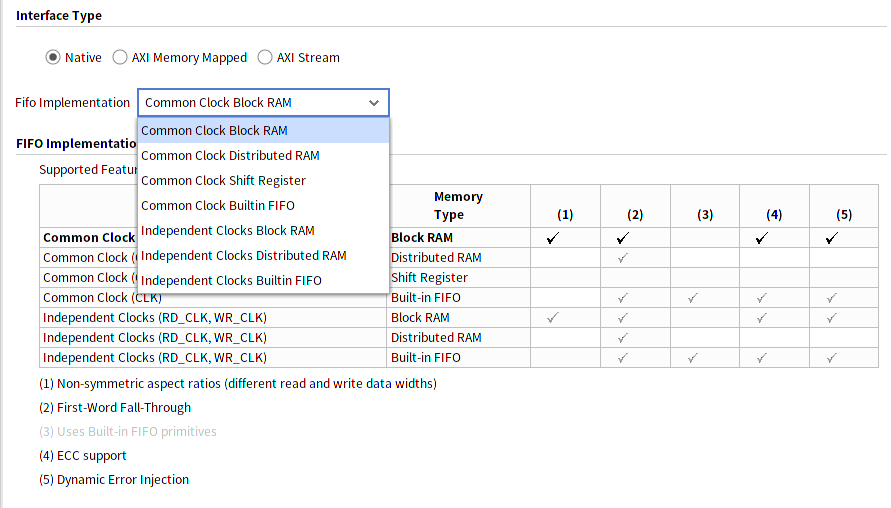 Interface Type
Native AXI Memory Mapped AXI Stream
Fifo Implementation Common Clock Block RAM
Common Clock Block RAM
Common Clock Distributed RAM
Common Clock Shift Register
Common Clock Builtin FIFO
Independent Clocks Block RAM
Independent Clocks Distributed RAM
Independent Clocks Builtin FIFO
FIFO Implementatio
Supported Featur
Memory
Type (1) (2) (3) (4) (5)
Common Clock Block RAM ✓ ✓ ✓ ✓
Common Clock ( Distributed RAM ✓
Common Clock ( Shift Register
Common Clock (CLK) Built-in FIFO ✓ ✓ ✓ ✓
Independent Clocks (RD_CLK, WR_CLK) Block RAM ✓ ✓ ✓ ✓
Independent Clocks (RD_CLK, WR_CLK) Distributed RAM ✓
Independent Clocks (RD_CLK, WR_CLK) Built-in FIFO ✓ ✓ ✓ ✓
(1) Non-symmetric aspect ratios (different read and write data widths)
(2) First-Word Fall-Through
(3) Uses Built-in FIFO primitives
(4) ECC support
(5) Dynamic Error Injection